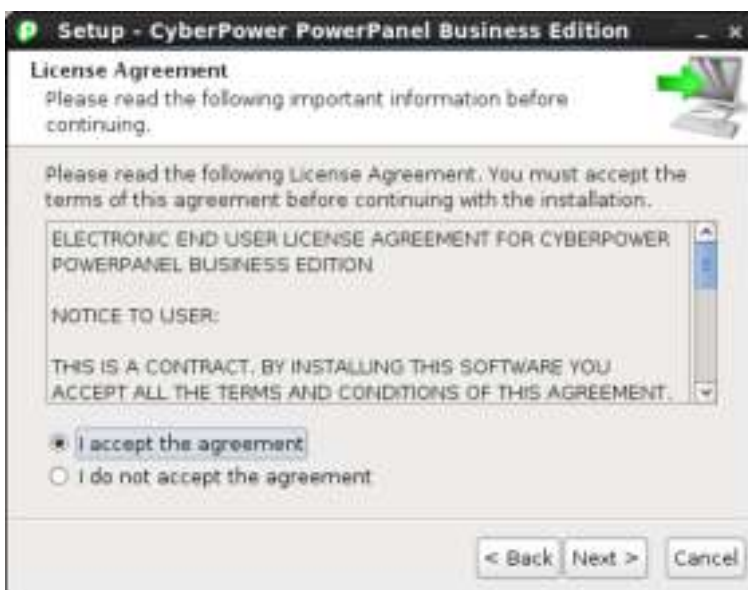 Setup - CyberPower PowerPanel Business Edition
License Agreement
Please read the following important information before
continuing.
Please read the following License Agreement. You must accept the
terms of this agreement before continuing with the installation.
ELECTRONIC END USER LICENSE AGREEMENT FOR CYBERPOWER
POWERPANEL BUSINESS EDITION
NOTICE TO USER:
THIS IS A CONTRACT. BY INSTALLING THIS SOFTWARE YOU
ACCEPT ALL THE TERMS AND CONDITIONS OF THIS AGREEMENT.
I accept the agreement
I do not accept the agreement
< Back Next > Cancel